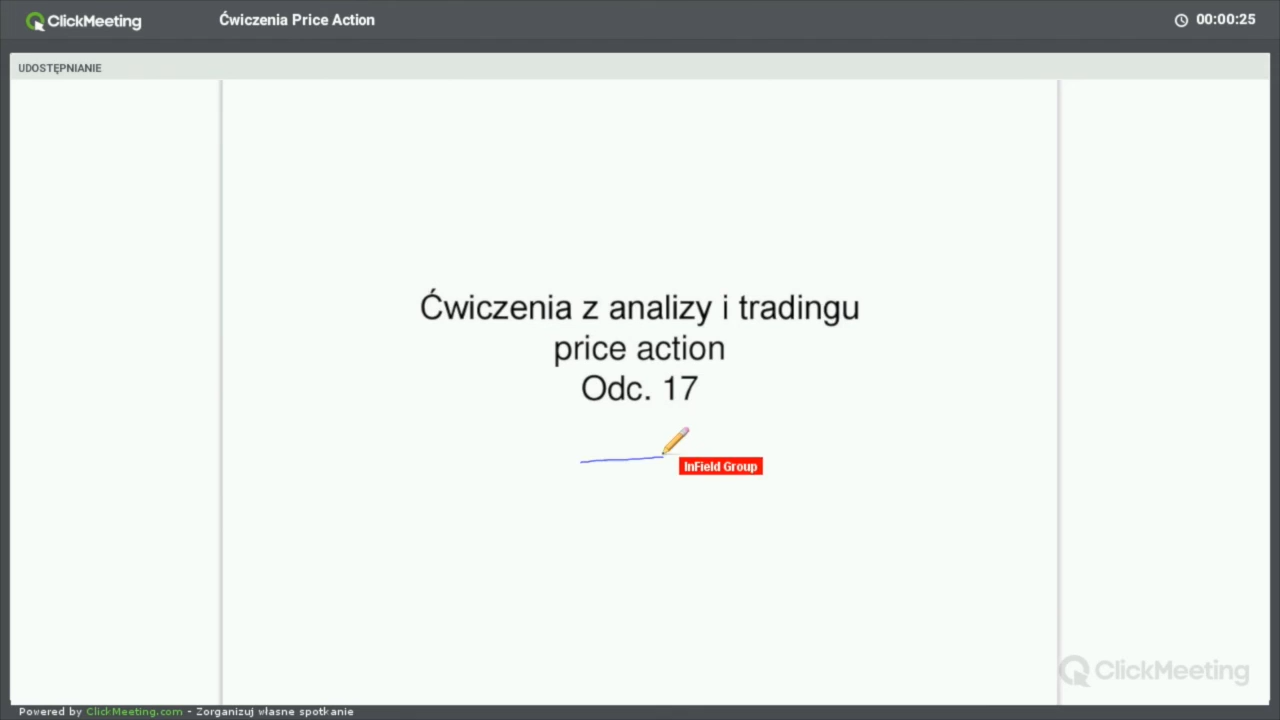 ClickMeeting
Ćwiczenia Price Action
00:00:25
UDOSTĘPNIANIE
Ćwiczenia z analizy i tradingu
price action
Odc. 17
InField Group
ClickMeeting
Powered by ClickMeeting.com - Zorganizuj własne spotkanie